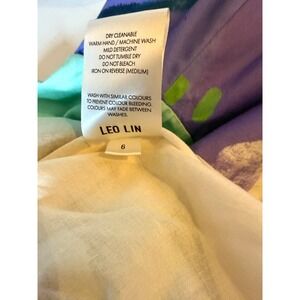 DRY CLEANABLE
WARM HAND / MACHINE WASH
MILD DETERGENT
DO NOT TUMBLE DRY
DO NOT BLEACH
IRON ON REVERSE (MEDIUM)
WASH WITH SIMILAR COLOURS
TO PREVENT COLOUR BLEEDING.
COLOURS MAY FADE BETWEEN
WASHES.
LEO LIN
6